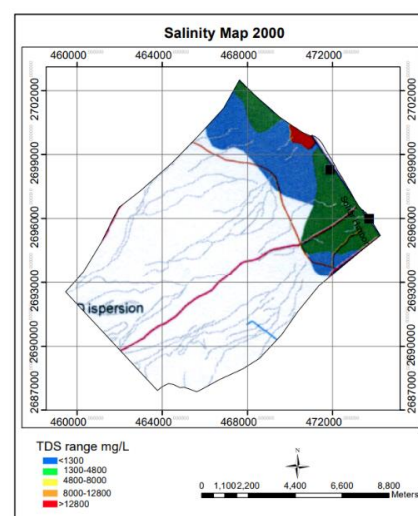 Salinity Map 2000
460000 464000 468000 472000
2702000 2702000
2699000 2699000
2696000 2696000
2693000 2693000
2690000 2690000
2687000 2687000
ispersion
460000 464000 468000 472000
TDS range mg/L
<1300
1300-4800
4800-8000
8000-12800
>12800
N
0 1,100 2,200 4,400 6,600 8,800
Meters